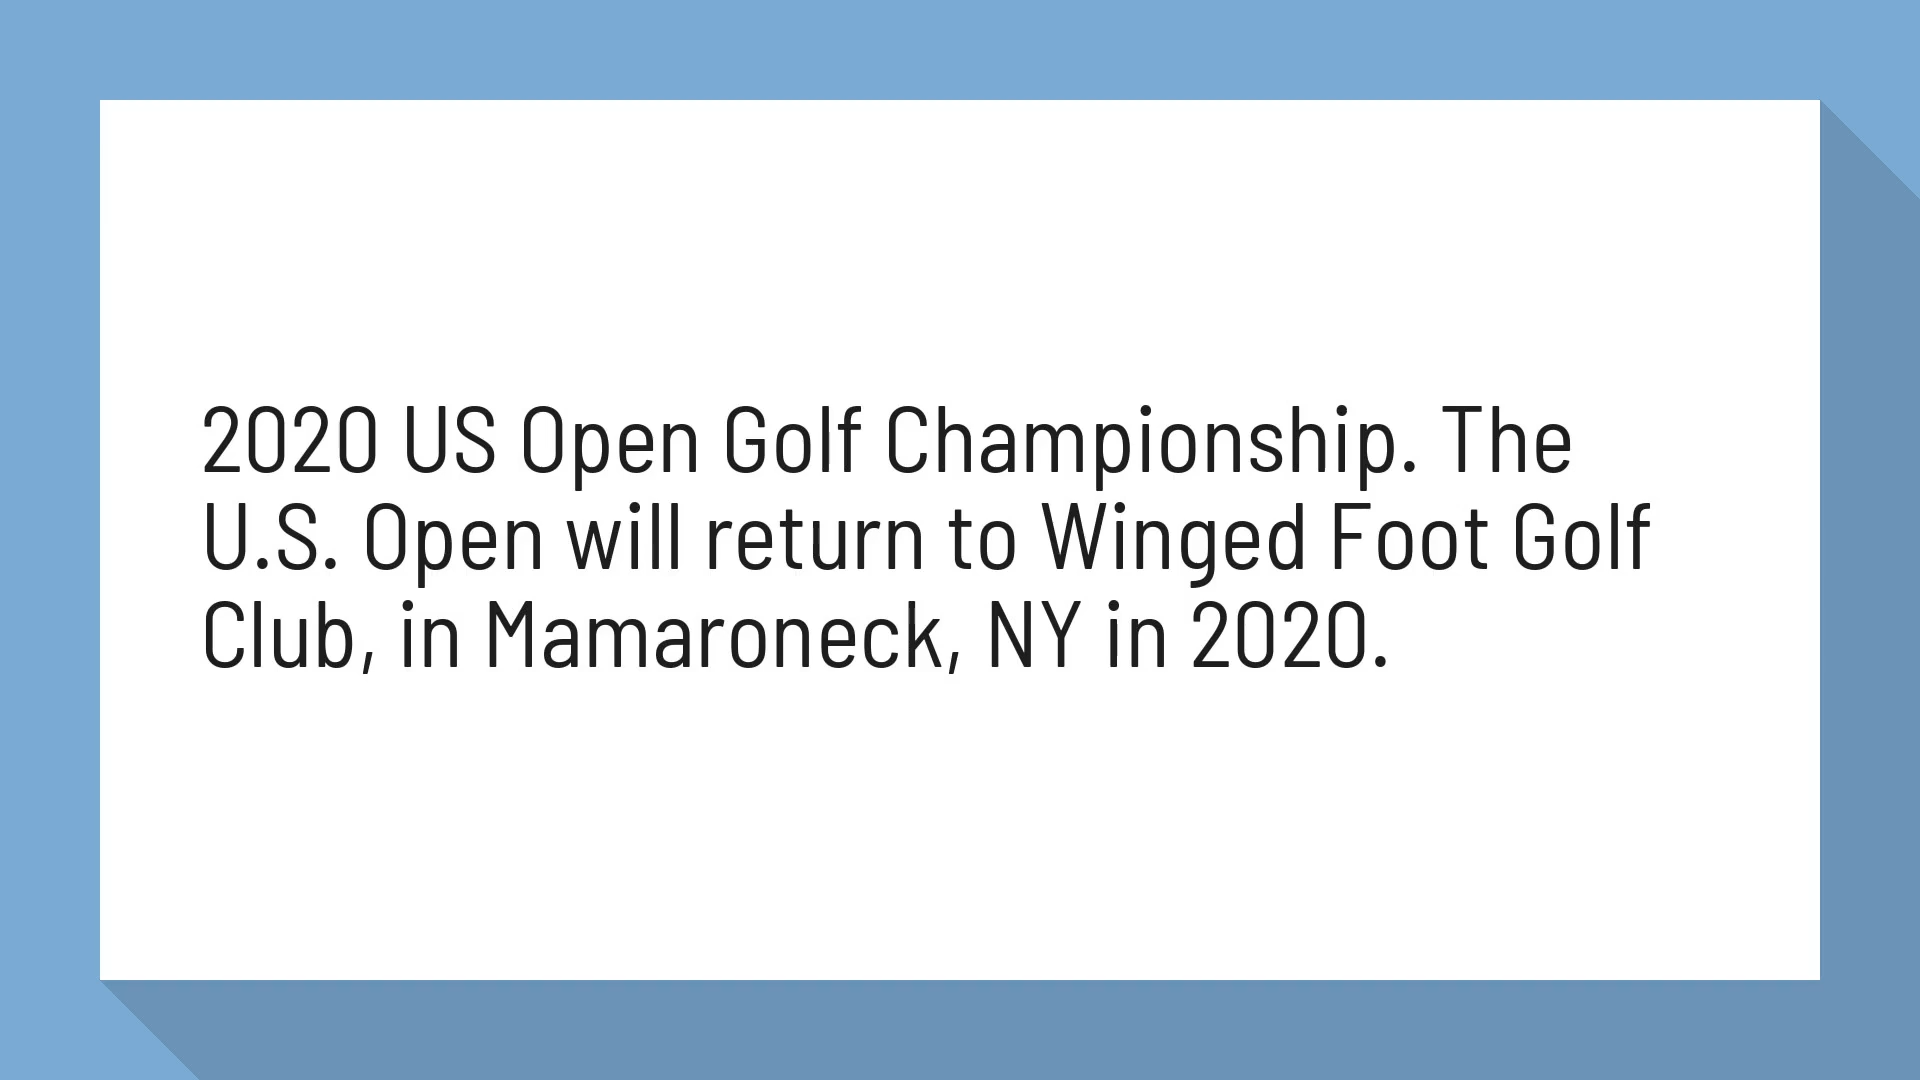 2020 US Open Golf Championship. The
U.S. Open will return to Winged Foot Golf
Club, in Mamaroneck, NY in 2020.